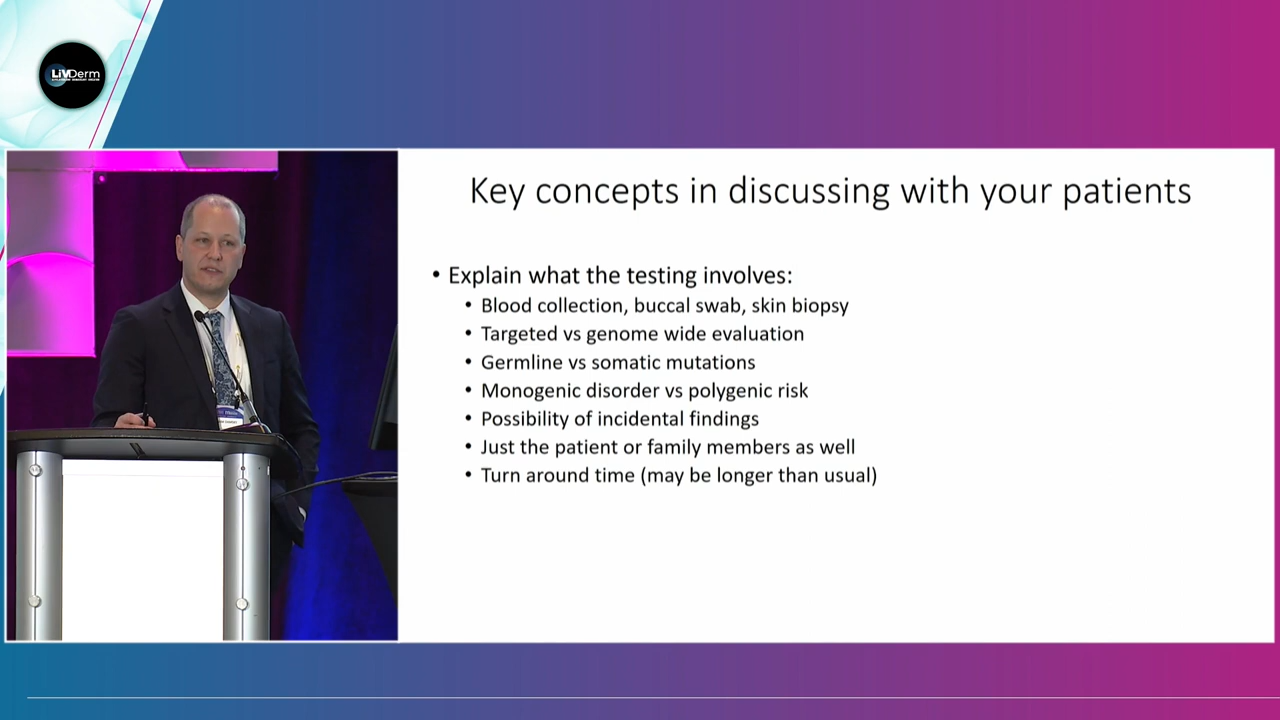 LiVDerm
Key concepts in discussing with your patients
• Explain what the testing involves:
• Blood collection, buccal swab, skin biopsy
• Targeted vs genome wide evaluation
• Germline vs somatic mutations
• Monogenic disorder vs polygenic risk
• Possibility of incidental findings
• Just the patient or family members as well
• Turn around time (may be longer than usual)